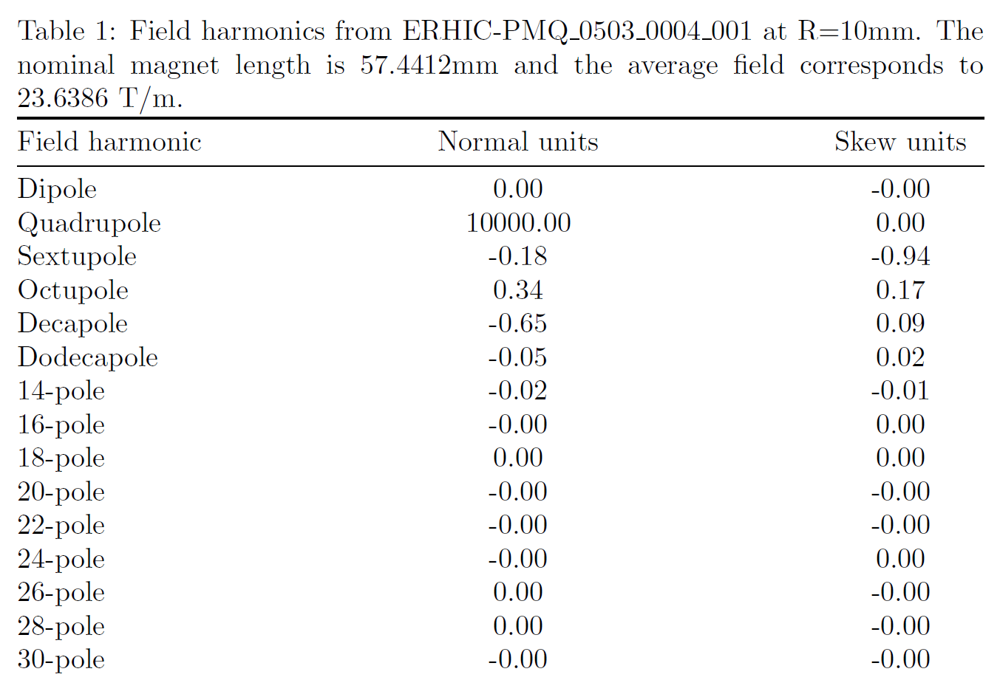 Table 1: Field harmonics from ERHIC-PMQ_0503_0004_001 at R=10mm. The
nominal magnet length is 57.4412mm and the average field corresponds to
23.6386 T/m.
Field harmonic Normal units Skew units
Dipole 0.00 -0.00
Quadrupole 10000.00 0.00
Sextupole -0.18 -0.94
Octupole 0.34 0.17
Decapole -0.65 0.09
Dodecapole -0.05 0.02
14-pole -0.02 -0.01
16-pole -0.00 0.00
18-pole 0.00 0.00
20-pole -0.00 -0.00
22-pole -0.00 -0.00
24-pole -0.00 0.00
26-pole 0.00 -0.00
28-pole 0.00 -0.00
30-pole -0.00 -0.00